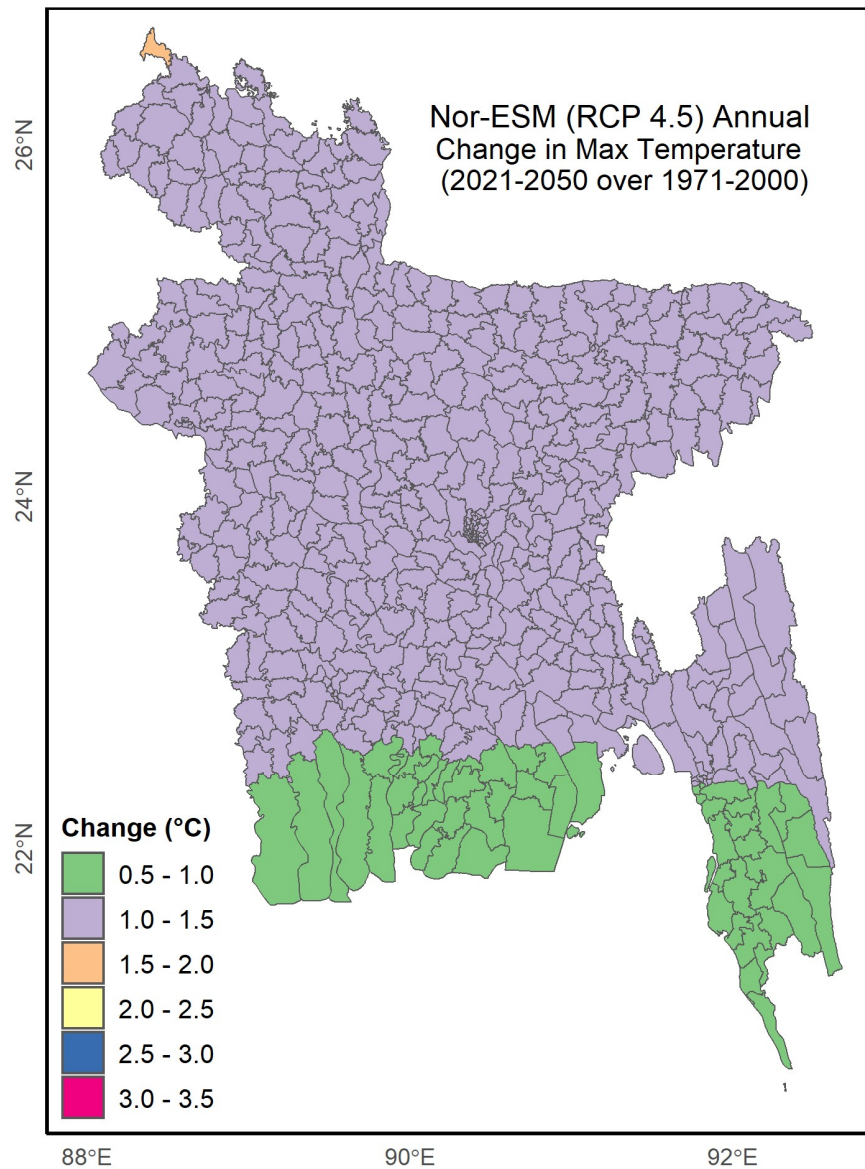 Nor-ESM (RCP 4.5) Annual
Change in Max Temperature
(2021-2050 over 1971-2000)
26°N
24°N
22°N
Change (°C)
0.5 - 1.0
1.0 - 1.5
1.5 - 2.0
2.0 - 2.5
2.5 - 3.0
3.0 - 3.5
88°E
90°E
92°E